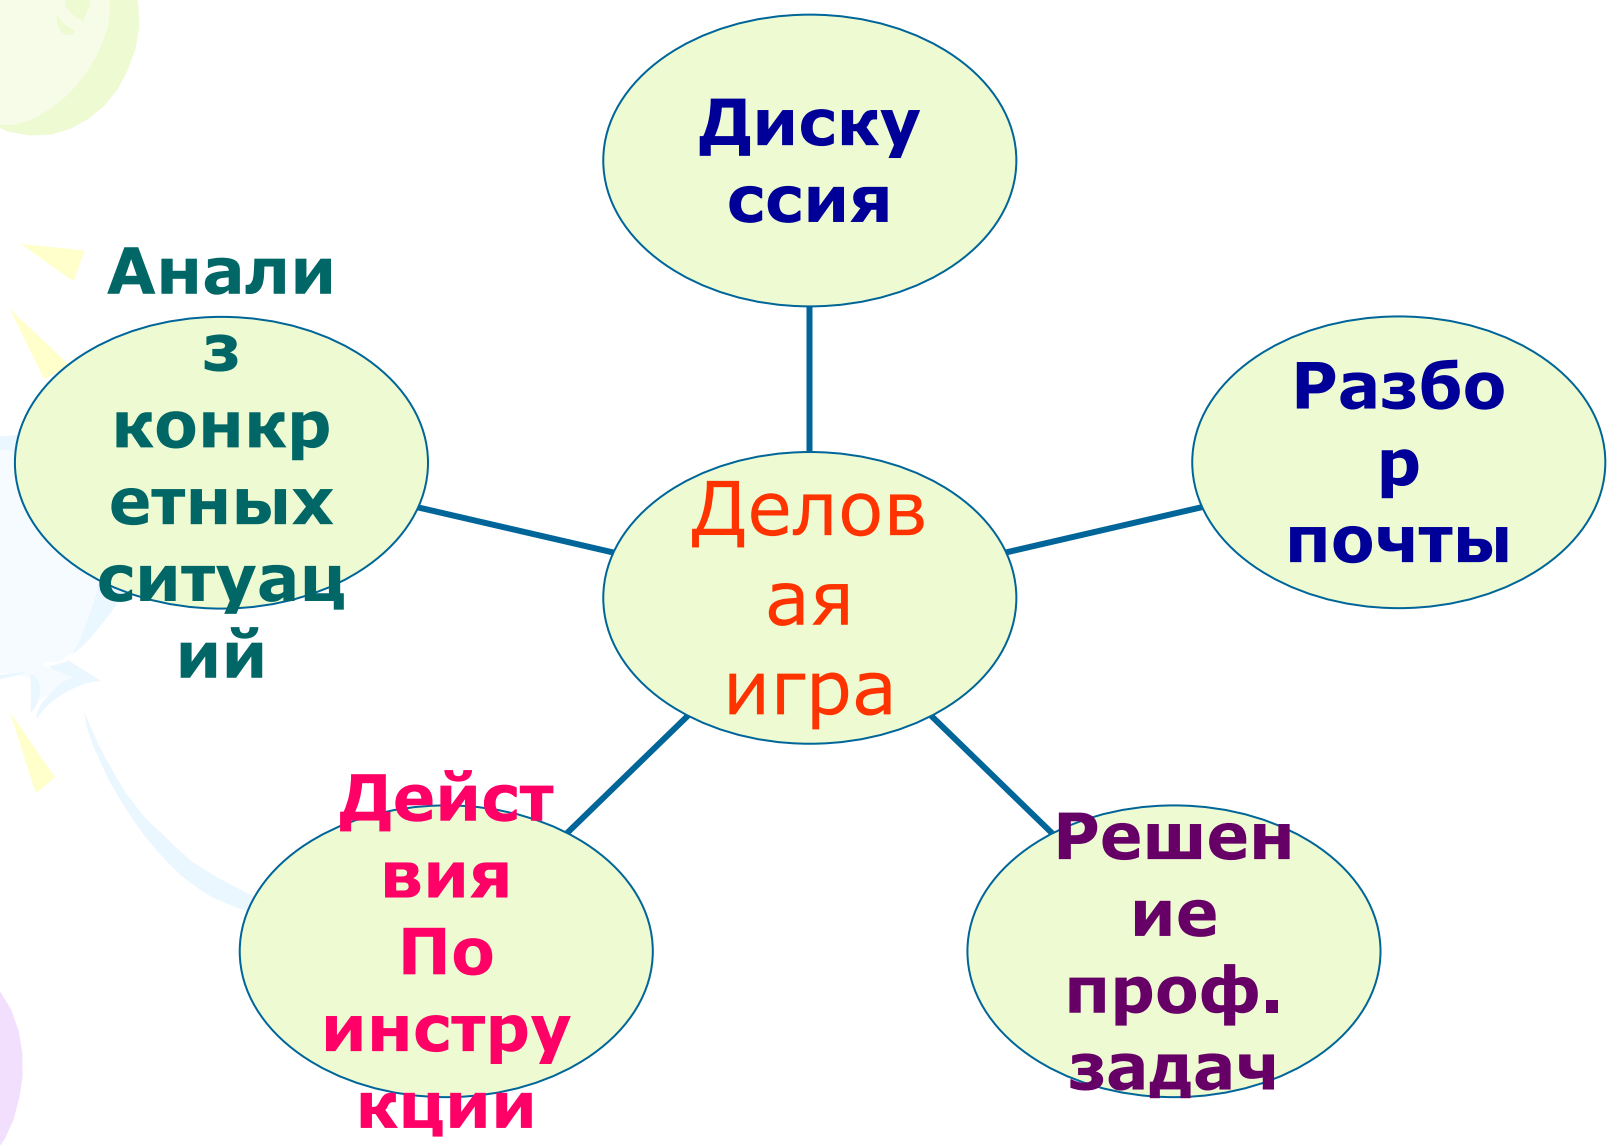 Диску
ссия
Анали
з
конкр
етных
ситуац
ий
Разбо
р
почты
Делов
ая
игра
Дейст
вия
По
инстру
кции
Решен
ие
проф.
задач